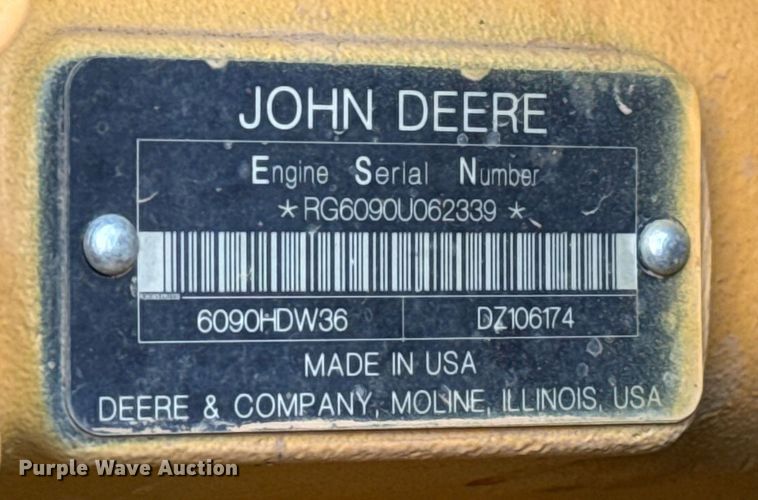 JOHN DEERE
Engine Serial Number
*RG6090U062339*
6090HDW36 DZ106174
MADE IN USA
DEERE & COMPANY, MOLINE, ILLINOIS, USA
Purple Wave Auction